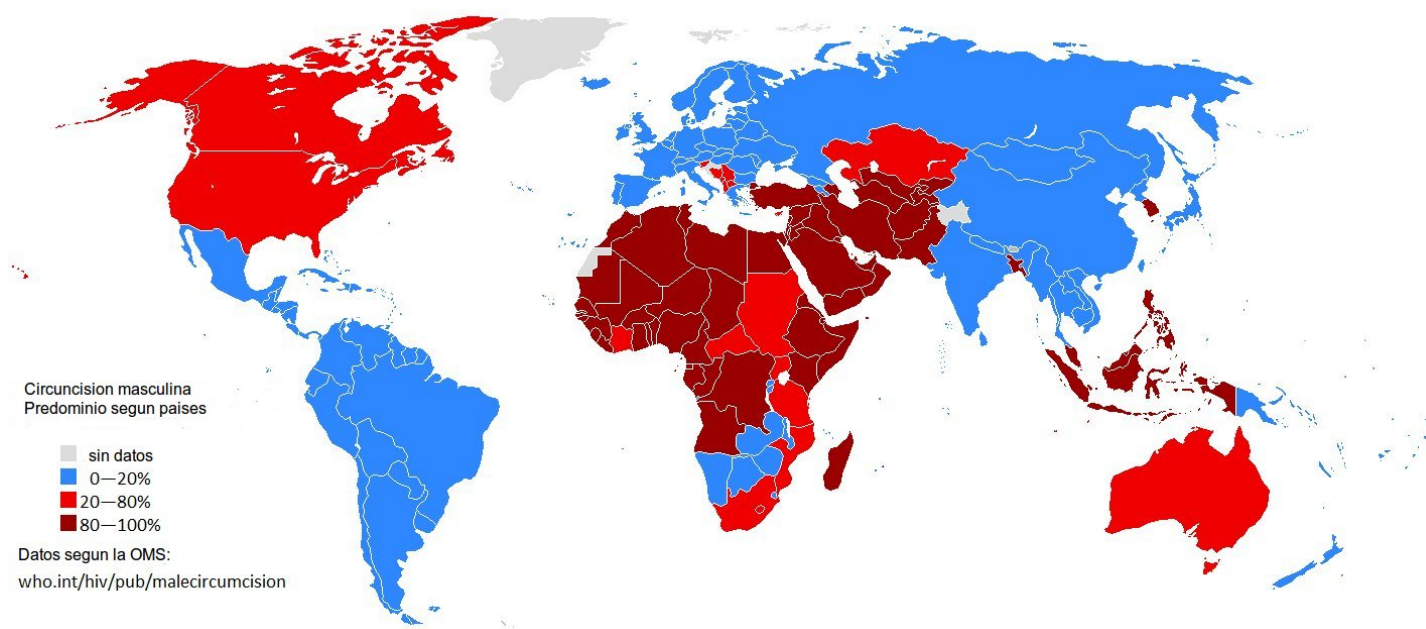 Circuncision masculina
Predominio segun paises
sin datos
0—20%
20—80%
80—100%
Datos segun la OMS:
who.int/hiv/pub/malecircumcision